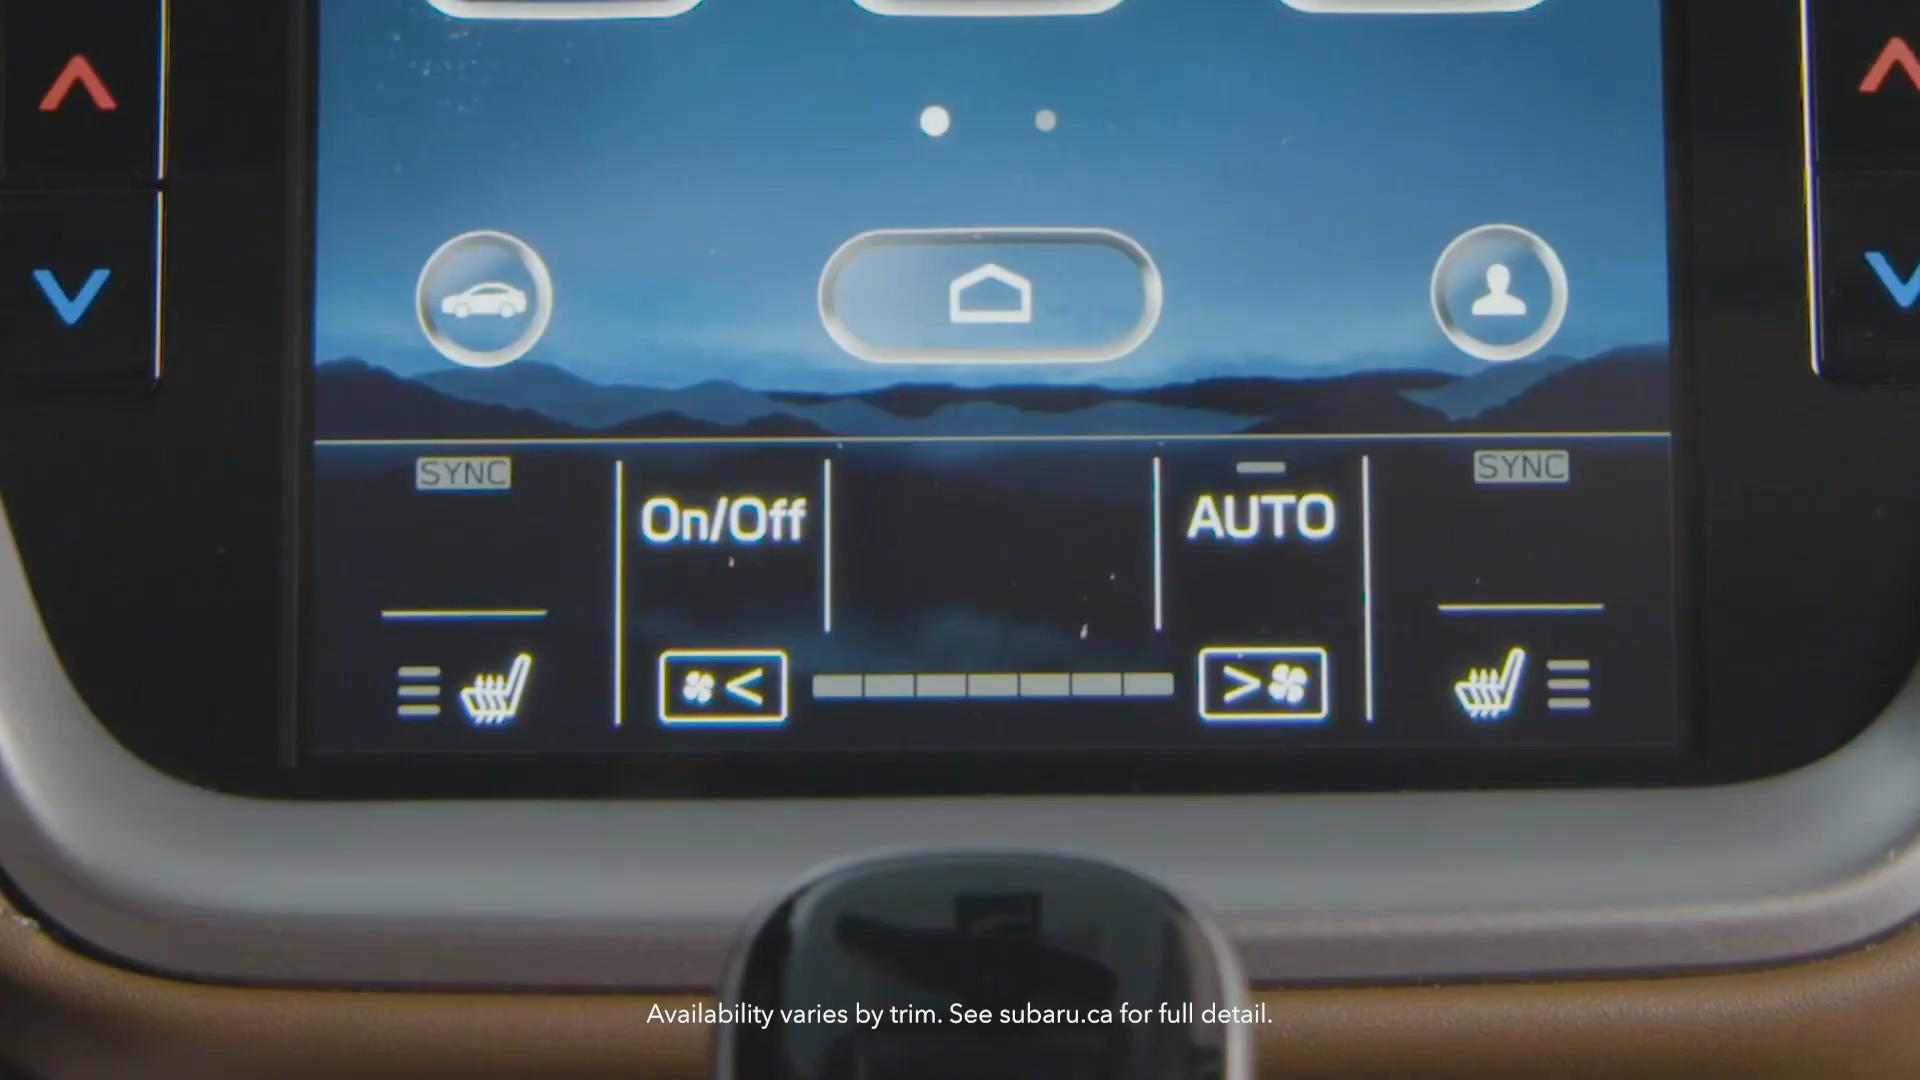 SYNC
On/Off
AUTO
SYNC
Availability varies by trim. See subaru.ca for full detail.